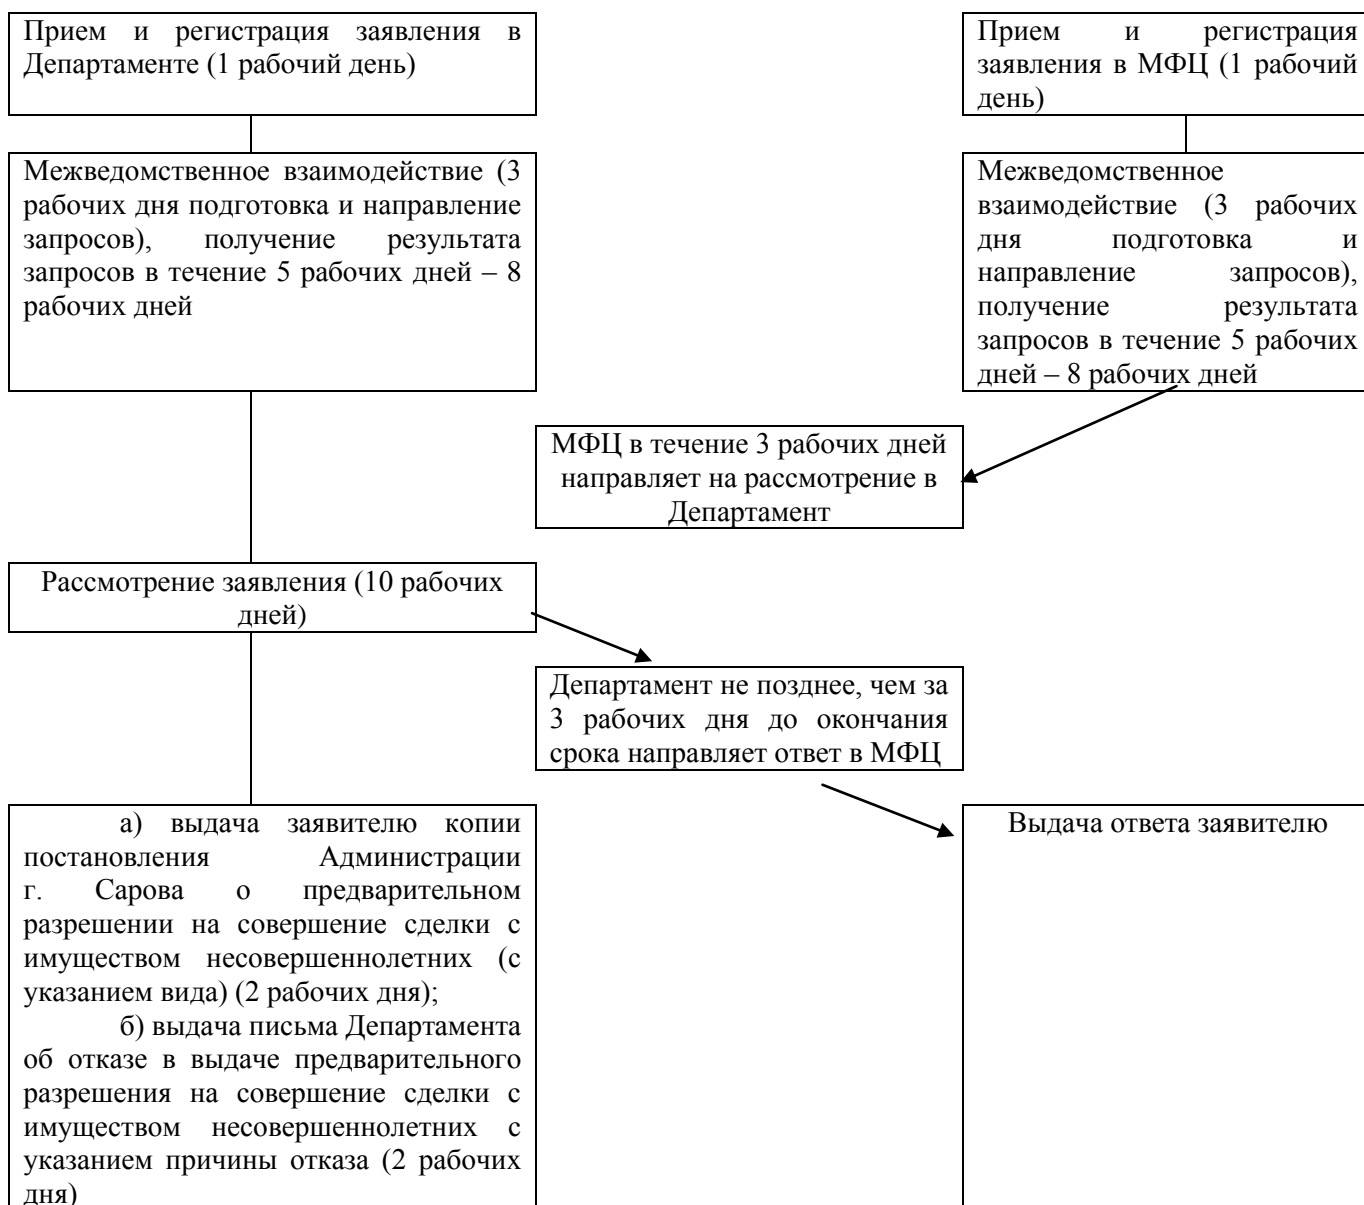 Прием и регистрация заявления в
Департаменте (1 рабочий день)
Прием и регистрация
заявления в МФЦ (1 рабочий
день)
Межведомственное взаимодействие (3
рабочих дня подготовка и направление
запросов), получение результата
запросов в течение 5 рабочих дней – 8
рабочих дней
Межведомственное
взаимодействие (3 рабочих
дня подготовка и
направление запросов),
получение результата
запросов в течение 5 рабочих
дней – 8 рабочих дней
МФЦ в течение 3 рабочих дней
направляет на рассмотрение в
Департамент
Рассмотрение заявления (10 рабочих
дней)
Департамент не позднее, чем за
3 рабочих дня до окончания
срока направляет ответ в МФЦ
а) выдача заявителю копии
постановления Администрации
г. Сарова о предварительном
разрешении на совершение сделки с
имуществом несовершеннолетних (с
указанием вида) (2 рабочих дня);
б) выдача письма Департамента
об отказе в выдаче предварительного
разрешения на совершение сделки с
имуществом несовершеннолетних с
указанием причины отказа (2 рабочих
дня)
Выдача ответа заявителю